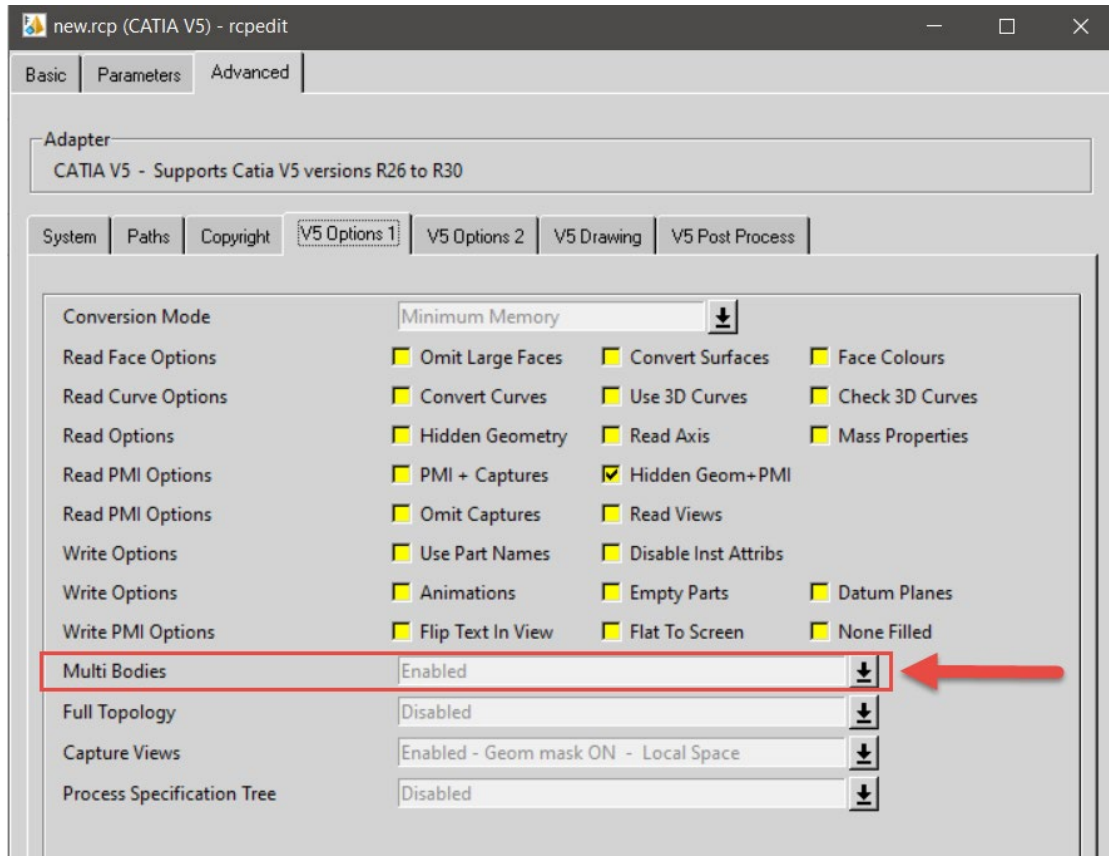 new.rcp (CATIA V5) - rcpedit
Basic Parameters Advanced
Adapter
CATIA V5 - Supports Catia V5 versions R26 to R30
System Paths Copyright V5 Options 1 V5 Options 2 V5 Drawing V5 Post Process
Conversion Mode Minimum Memory
Read Face Options Omit Large Faces Convert Surfaces Face Colours
Read Curve Options Convert Curves Use 3D Curves Check 3D Curves
Read Options Hidden Geometry Read Axis Mass Properties
Read PMI Options PMI + Captures Hidden Geom+PMI
Read PMI Options Omit Captures Read Views
Write Options Use Part Names Disable Inst Attribs
Write Options Animations Empty Parts Datum Planes
Write PMI Options Flip Text In View Flat To Screen None Filled
Multi Bodies Enabled
Full Topology Disabled
Capture Views Enabled - Geom mask ON - Local Space
Process Specification Tree Disabled